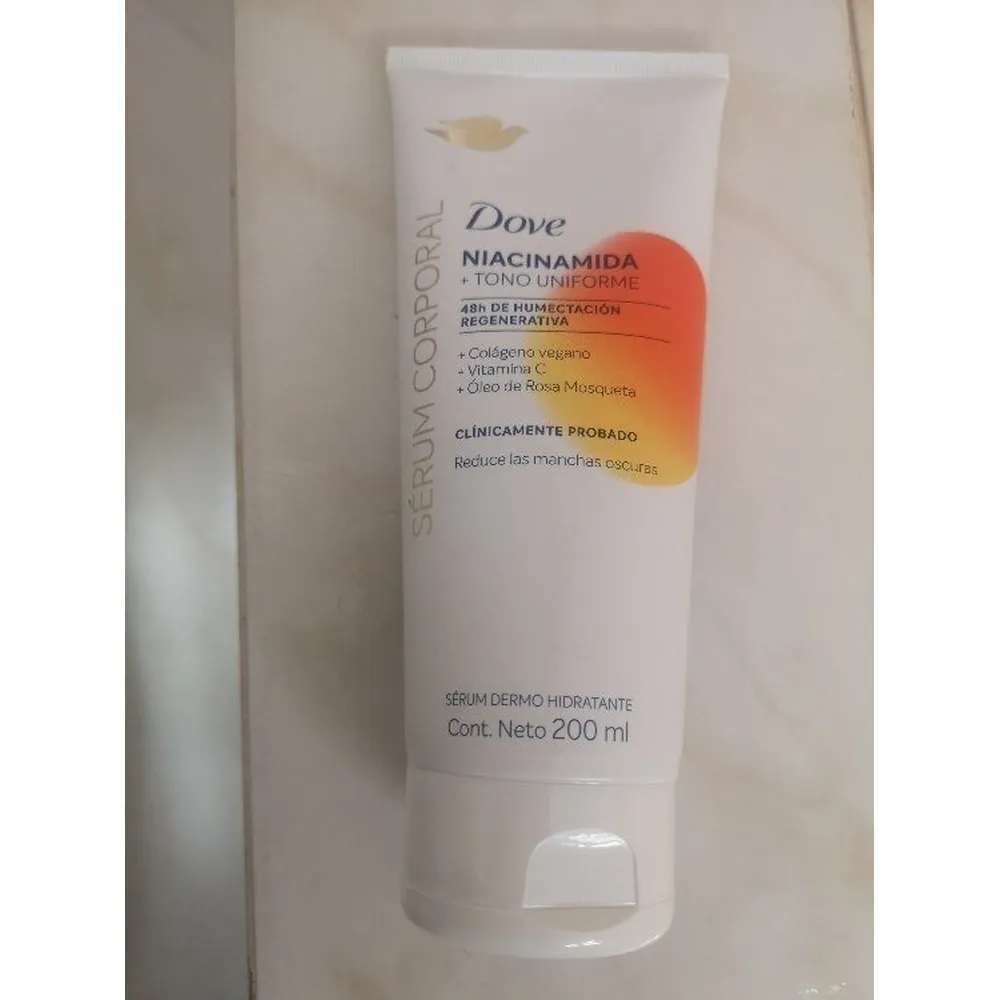 SÉRUM CORPORAL
Dove
NIACINAMIDA
+ TONO UNIFORME
48h DE HUMECTACIÓN
REGENERATIVA
+ Colágeno vegano
+ Vitamina C
+ Óleo de Rosa Mosqueta
CLÍNICAMENTE PROBADO
Reduce las manchas oscuras
SÉRUM DERMO HIDRATANTE
Cont. Neto 200 ml